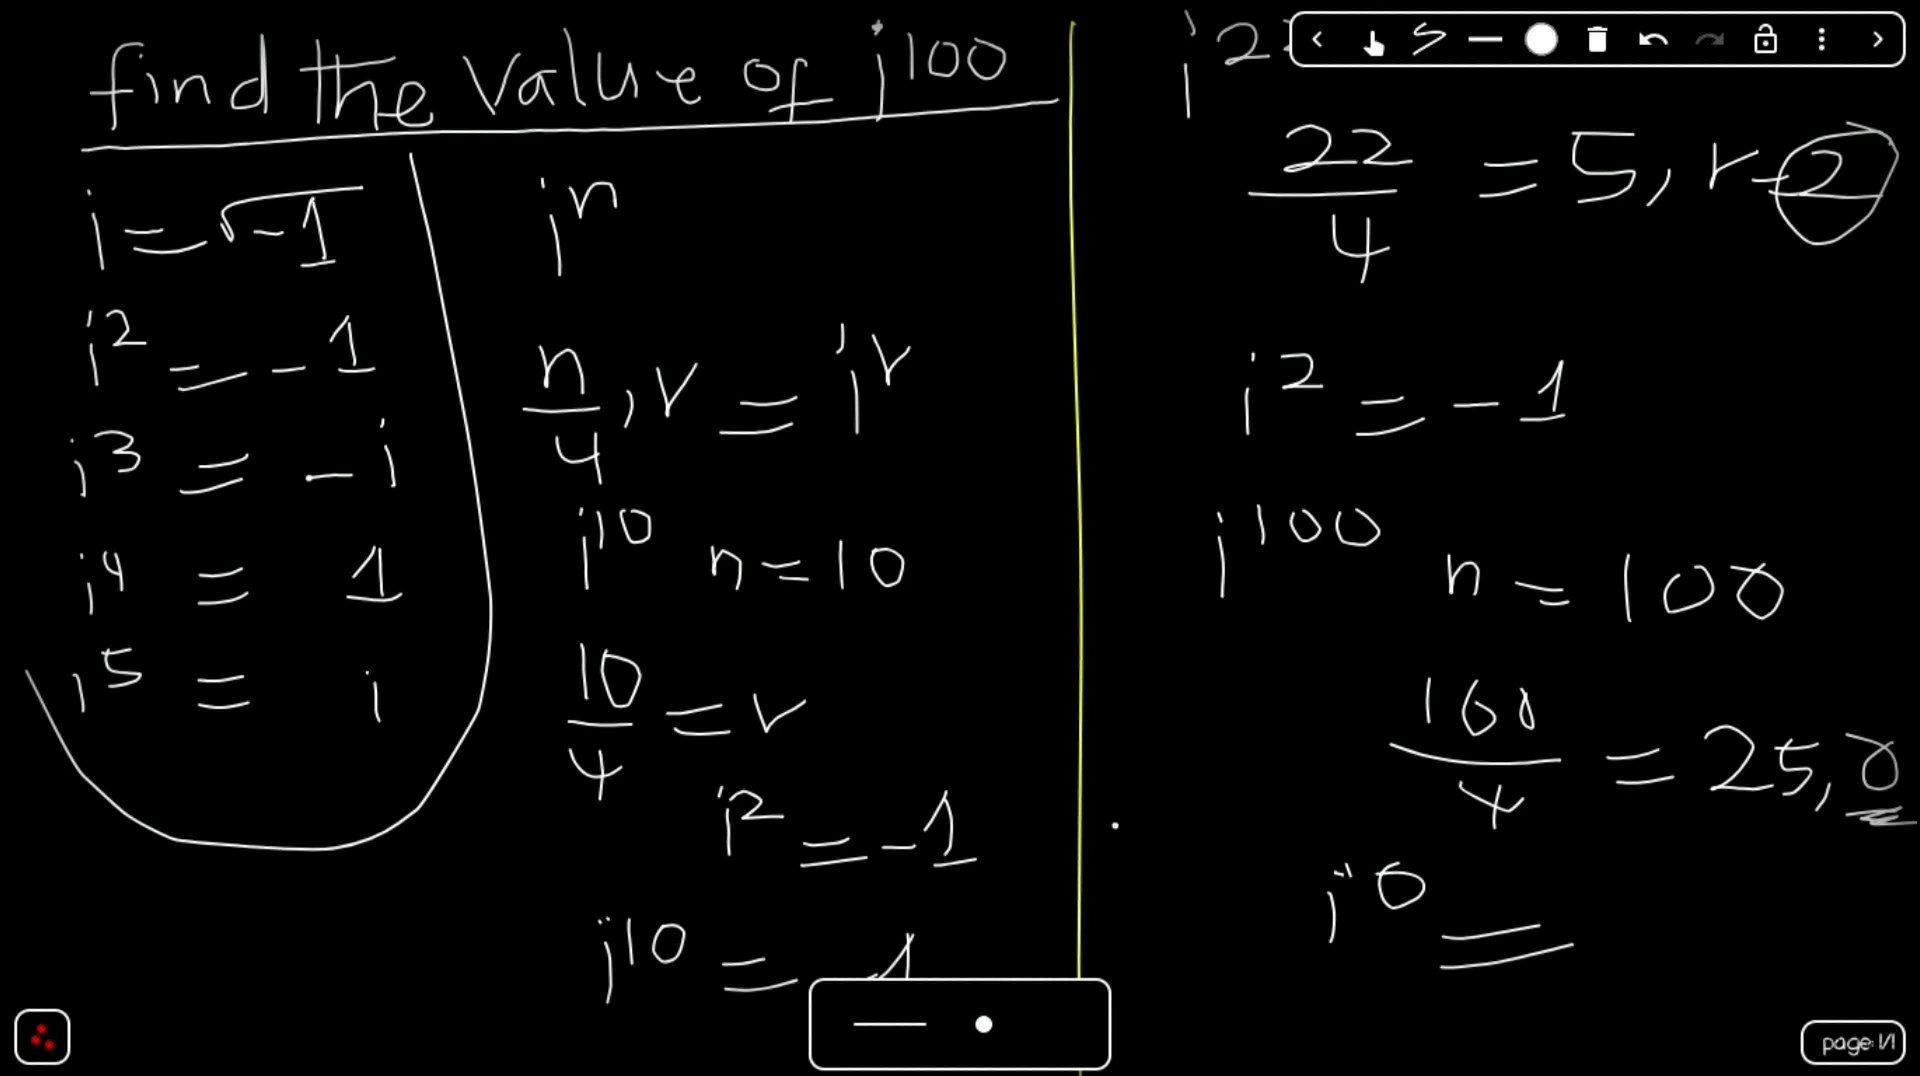 find the value of i^100
i = √-1
i^2 = -1
i^3 = -i
i^4 = 1
i^5 = i
i^n
n/4, r = i^r
i^10 n = 10
10/4 = r
i^2 = -1
i^10 = -1
i^2
22/4 = 5, r-2
i^2 = -1
i^100 n = 100
100/4 = 25, 0
i^0 =
page: 1/1